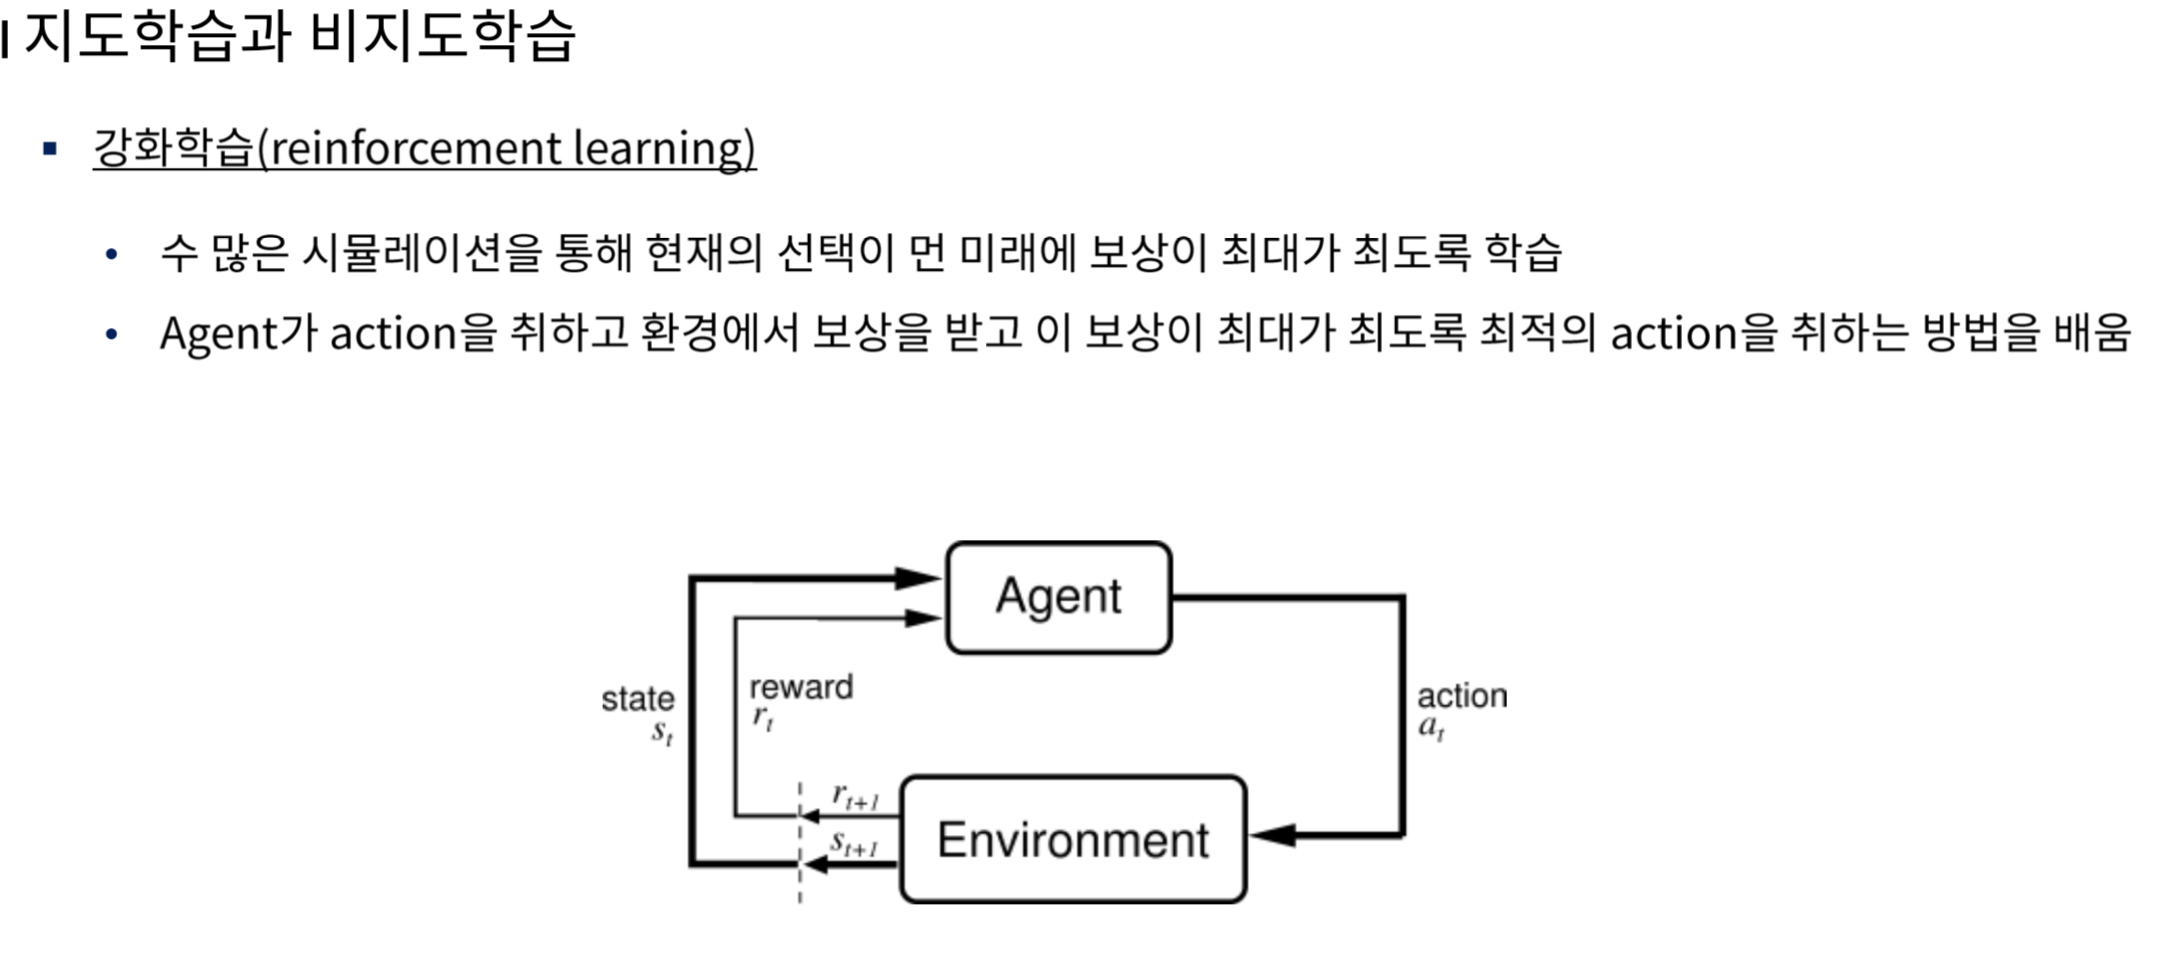 지도학습과 비지도학습
▪ 강화학습(reinforcement learning)
• 수 많은 시뮬레이션을 통해 현재의 선택이 먼 미래에 보상이 최대가 최도록 학습
• Agent가 action을 취하고 환경에서 보상을 받고 이 보상이 최대가 최도록 최적의 action을 취하는 방법을 배움
Agent
state
s_t
reward
r_t
action
a_t
r_{t+1}
s_{t+1}
Environment